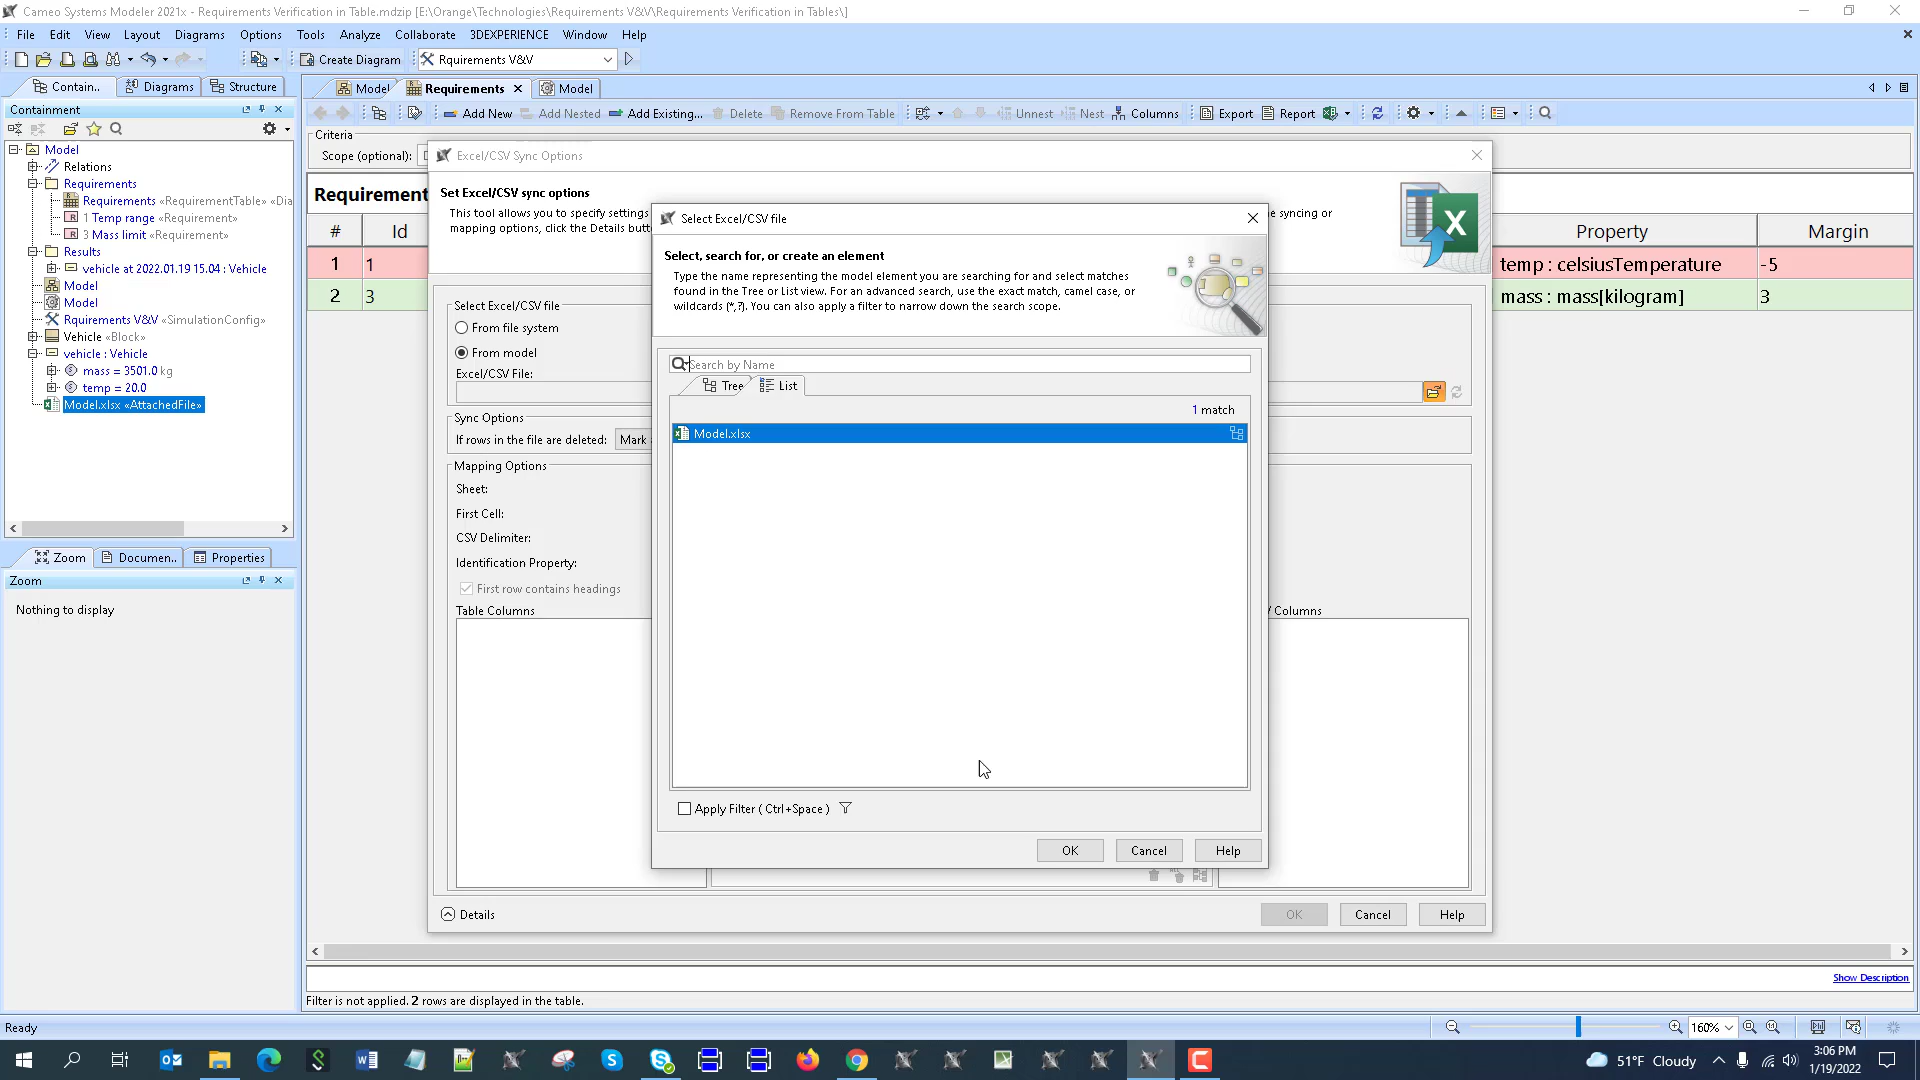 Cameo Systems Modeler 2021x - Requirements Verification in Table.mdzip [E:\Orange\Technologies\Requirements V&V\Requirements Verification in Tables\]
File Edit View Layout Diagrams Options Tools Analyze Collaborate 3DEXPERIENCE Window Help
Create Diagram Rquirements V&V
Contain.. Diagrams Structure
Model Requirements Model
Containment
Add New Add Nested Add Existing... Delete Remove From Table Unnest Nest Columns Export Report
Criteria
Scope (optional):
Model
Relations
Requirements
Requirements «RequirementTable» «Dia
1 Temp range «Requirement»
3 Mass limit «Requirement»
Results
vehicle at 2022.01.19 15.04 : Vehicle
Model
Model
Rquirements V&V «SimulationConfig»
Vehicle «Block»
vehicle : Vehicle
mass = 3501.0 kg
temp = 20.0
Model.xlsx «AttachedFile»
Zoom Documen.. Properties
Zoom
Nothing to display
Requirement
# Id Property Margin
1 1 temp : celsiusTemperature -5
2 3 mass : mass[kilogram] 3
Excel/CSV Sync Options
Set Excel/CSV sync options
This tool allows you to specify settings
e syncing or
mapping options, click the Details butt
Select Excel/CSV file
From file system
From model
Excel/CSV File:
Sync Options
If rows in the file are deleted: Mark
Mapping Options
Sheet:
First Cell:
CSV Delimiter:
Identification Property:
First row contains headings
Table Columns
Columns
Details
OK Cancel Help
Select Excel/CSV file
Select, search for, or create an element
Type the name representing the model element you are searching for and select matches
found in the Tree or List view. For an advanced search, use the exact match, camel case, or
wildcards (*,?). You can also apply a filter to narrow down the search scope.
Search by Name
Tree List
1 match
Model.xlsx
Apply Filter ( Ctrl+Space )
OK Cancel Help
Show Description
Filter is not applied. 2 rows are displayed in the table.
Ready
160%
51°F Cloudy
3:06 PM
1/19/2022